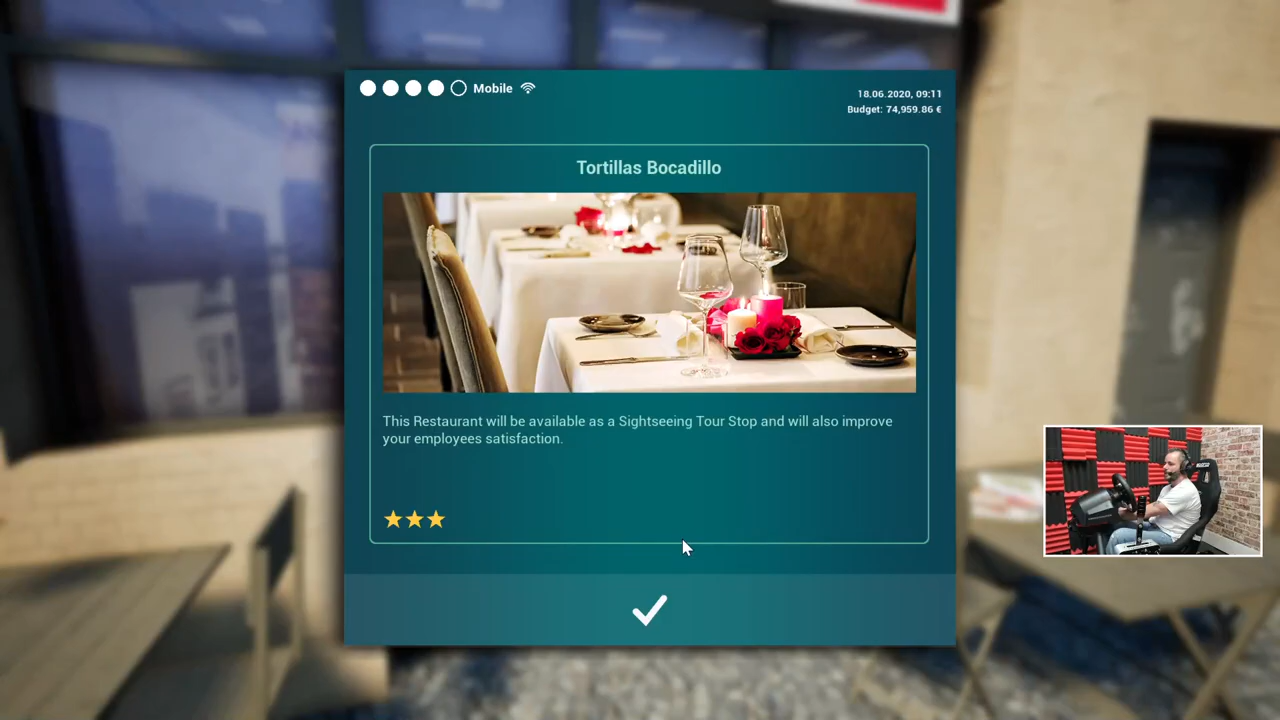 Mobile
18.06.2020, 09:11
Budget: 74,959.86 €
Tortillas Bocadillo
This Restaurant will be available as a Sightseeing Tour Stop and will also improve
your employees satisfaction.